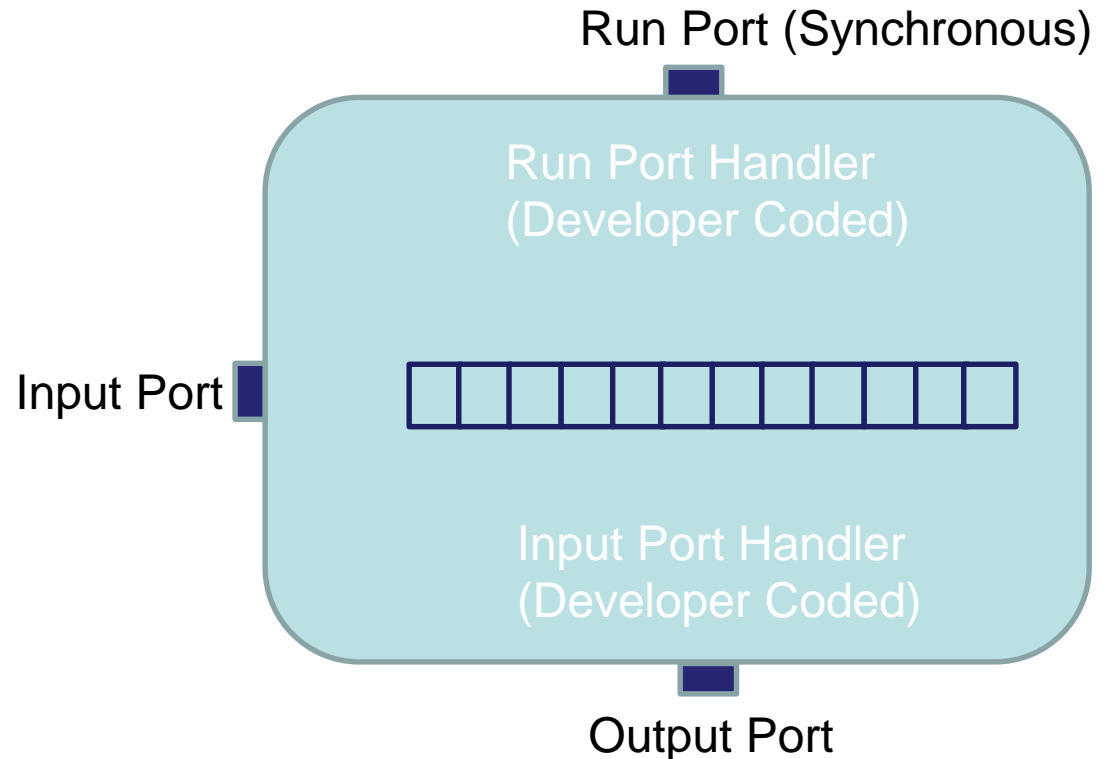 Run Port (Synchronous)
Run Port Handler
(Developer Coded)
Input Port
Input Port Handler
(Developer Coded)
Output Port